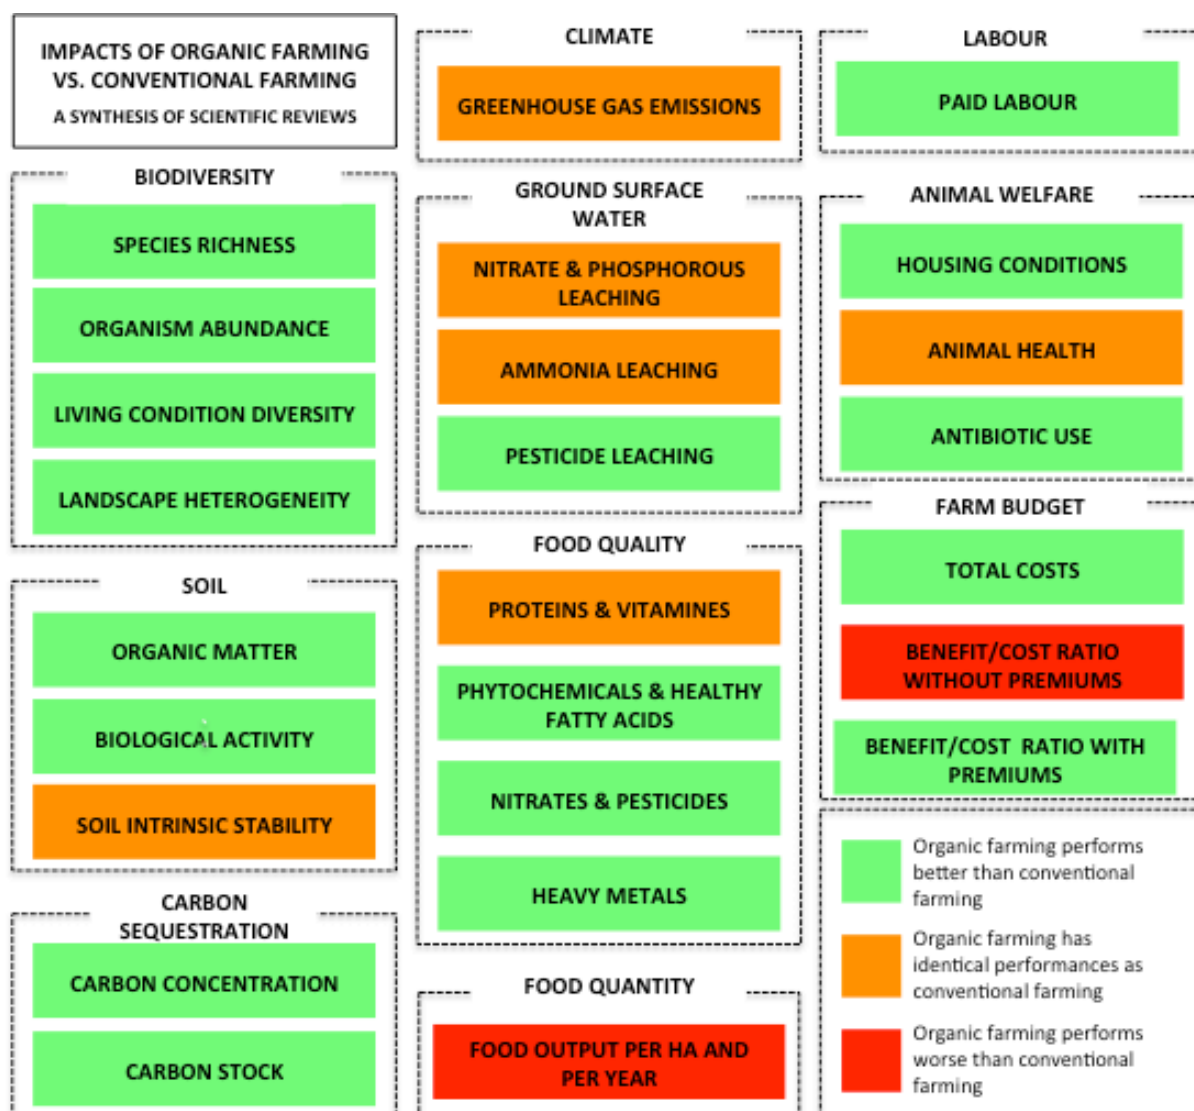 IMPACTS OF ORGANIC FARMING
VS. CONVENTIONAL FARMING
A SYNTHESIS OF SCIENTIFIC REVIEWS
BIODIVERSITY
SPECIES RICHNESS
ORGANISM ABUNDANCE
LIVING CONDITION DIVERSITY
LANDSCAPE HETEROGENEITY
SOIL
ORGANIC MATTER
BIOLOGICAL ACTIVITY
SOIL INTRINSIC STABILITY
CARBON
SEQUESTRATION
CARBON CONCENTRATION
CARBON STOCK
CLIMATE
GREENHOUSE GAS EMISSIONS
GROUND SURFACE
WATER
NITRATE & PHOSPHOROUS
LEACHING
AMMONIA LEACHING
PESTICIDE LEACHING
FOOD QUALITY
PROTEINS & VITAMINES
PHYTOCHEMICALS & HEALTHY
FATTY ACIDS
NITRATES & PESTICIDES
HEAVY METALS
FOOD QUANTITY
FOOD OUTPUT PER HA AND
PER YEAR
LABOUR
PAID LABOUR
ANIMAL WELFARE
HOUSING CONDITIONS
ANIMAL HEALTH
ANTIBIOTIC USE
FARM BUDGET
TOTAL COSTS
BENEFIT/COST RATIO
WITHOUT PREMIUMS
BENEFIT/COST RATIO WITH
PREMIUMS
Organic farming performs
better than conventional
farming
Organic farming has
identical performances as
conventional farming
Organic farming performs
worse than conventional
farming